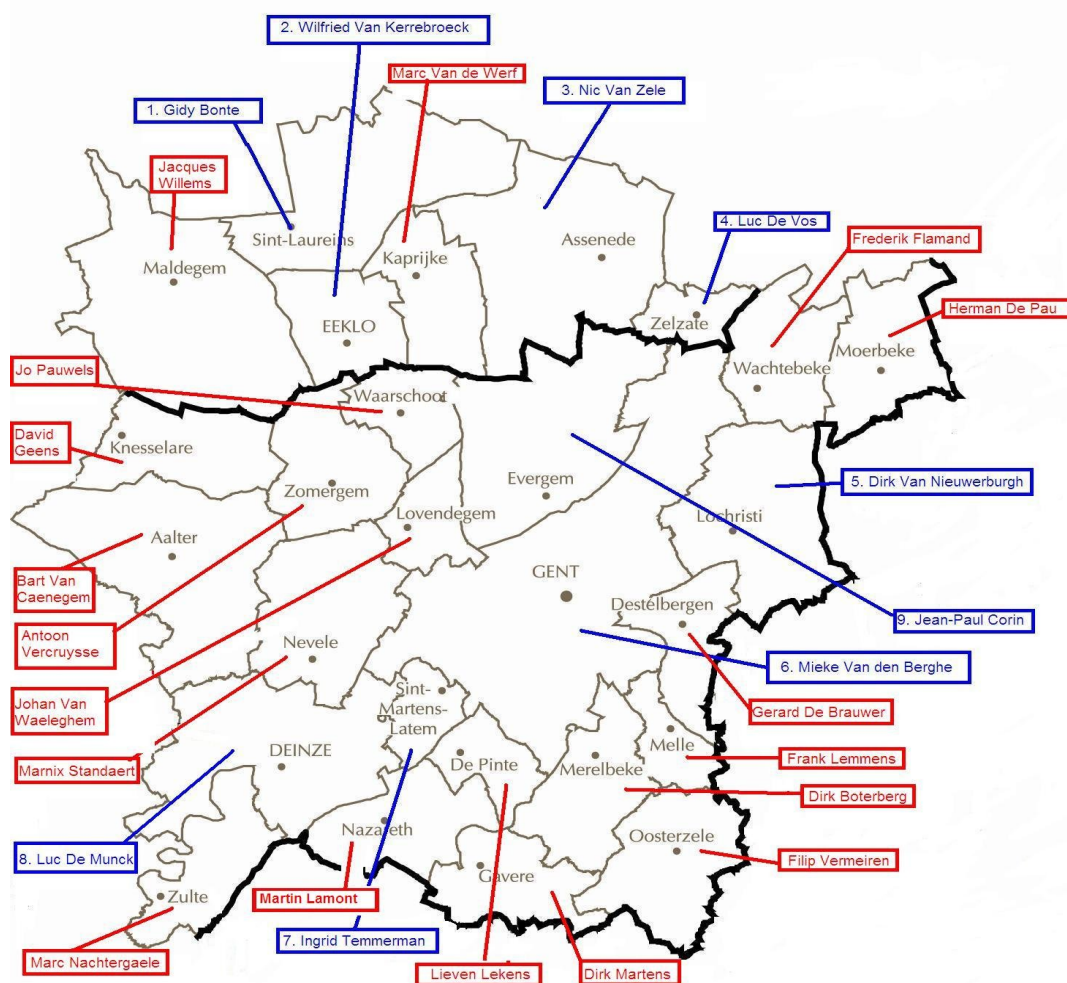 2. Wilfried Van Kerrebroeck
Marc Van de Werf
3. Nic Van Zele
1. Gidy Bonte
Jacques
Willems
4. Luc De Vos
Sint-Laureins
Assenede
Frederik Flamand
Maldegem
Kaprijke
Herman De Pau
EEKLO
Zelzate
Moerbeke
Jo Pauwels
Wachtebeke
Waarschoot
David
Geens
Knesselare
Zomergem
Evergem
5. Dirk Van Nieuwerburgh
Lovendegem
Lochristi
Aalter
Bart Van
Caenegem
GENT
Destelbergen
9. Jean-Paul Corin
Antoon
Vercruysse
Nevele
6. Mieke Van den Berghe
Johan Van
Waeleghem
Sint-
Martens-
Latem
Gerard De Brauwer
Marnix Standaert
DEINZE
De Pinte
Merelbeke
Melle
Frank Lemmens
Dirk Boterberg
Nazareth
Oosterzele
8. Luc De Munck
Gavere
Filip Vermeiren
Zulte
Martin Lamont
7. Ingrid Temmerman
Marc Nachtergaele
Lieven Lekens
Dirk Martens